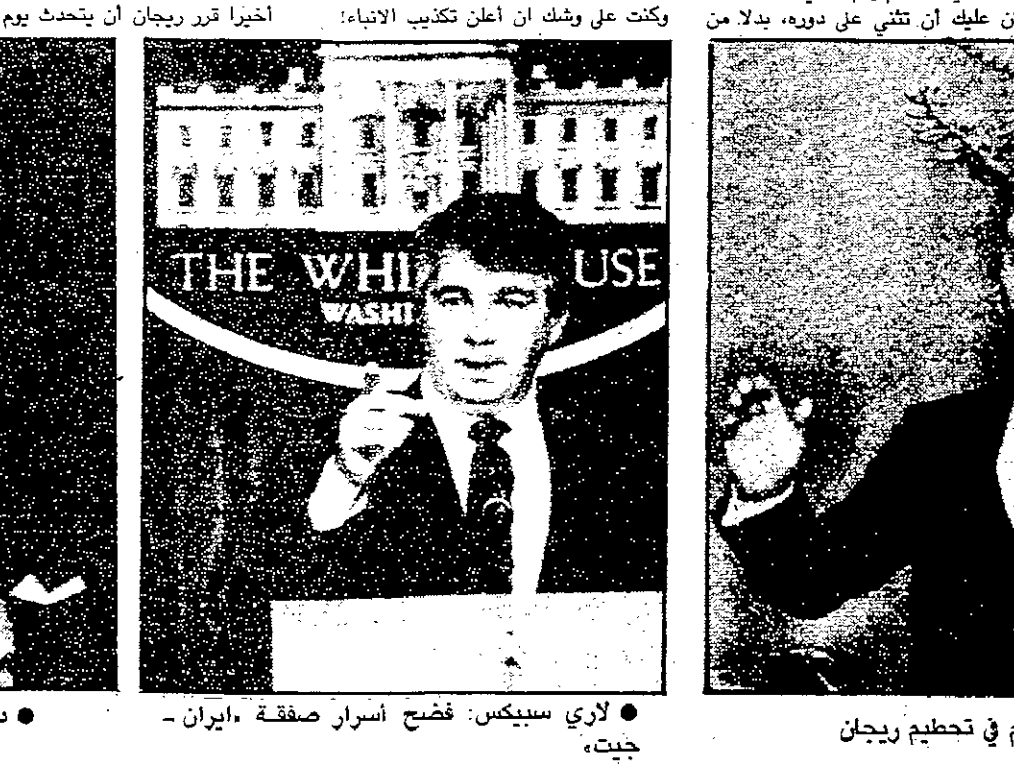 ن عليك أن تثني على دوره، بدلا من
وكنت على وشك ان أعلن تكذيب الانباء!
أخيرا قرر ريجان أن يتحدث يوم
THE WHI USE
WASHI
م في تحطيم ريجان
● لاري سبيكس: فضح أسرار صفقة «ايران -
جيت»
● د